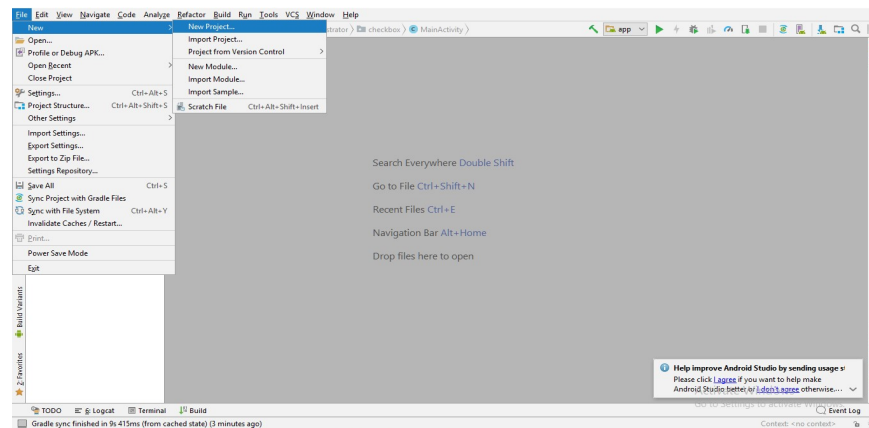 File Edit View Navigate Code Analyze Refactor Build Run Tools VCS Window Help
New
Open...
Profile or Debug APK...
Open Recent
Close Project
Settings... Ctrl+Alt+S
Project Structure... Ctrl+Alt+Shift+S
Other Settings
Import Settings...
Export Settings...
Export to Zip File...
Settings Repository...
Save All Ctrl+S
Sync Project with Gradle Files
Sync with File System Ctrl+Alt+Y
Invalidate Caches / Restart...
Print...
Power Save Mode
Exit
New Project...
Import Project...
Project from Version Control
New Module...
Import Module...
Import Sample...
Scratch File Ctrl+Alt+Shift+Insert
strator checkbox MainActivity
app
Search Everywhere Double Shift
Go to File Ctrl+Shift+N
Recent Files Ctrl+E
Navigation Bar Alt+Home
Drop files here to open
Build Variants
2: Favorites
Help improve Android Studio by sending usage s
Please click I agree if you want to help make
Android Studio better or I don't agree otherwise....
Go to Settings to activate Windows.
TODO 6: Logcat Terminal Build Event Log
Gradle sync finished in 9s 415ms (from cached state) (3 minutes ago) Context: <no context>